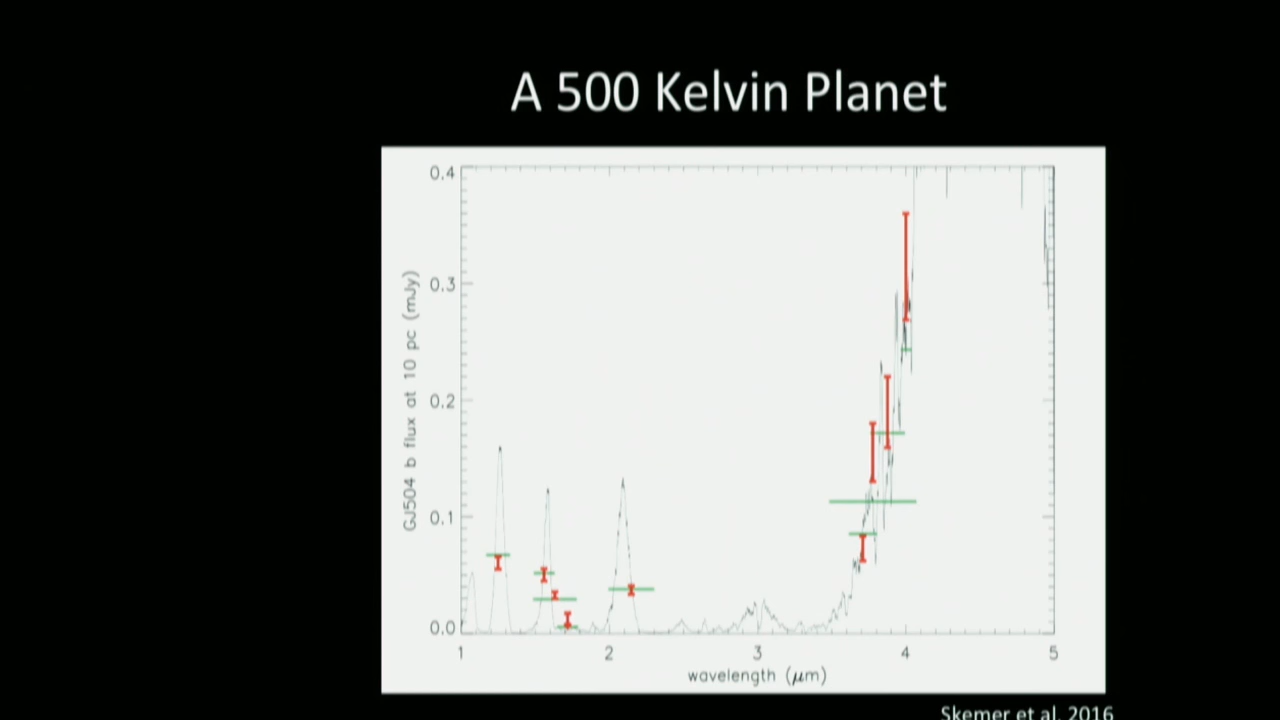 A 500 Kelvin Planet
0.4
0.3
0.2
0.1
0.0
GJ504 b flux at 10 pc (mJy)
1 2 3 4 5
wavelength (μm)
Skemer et al. 2016